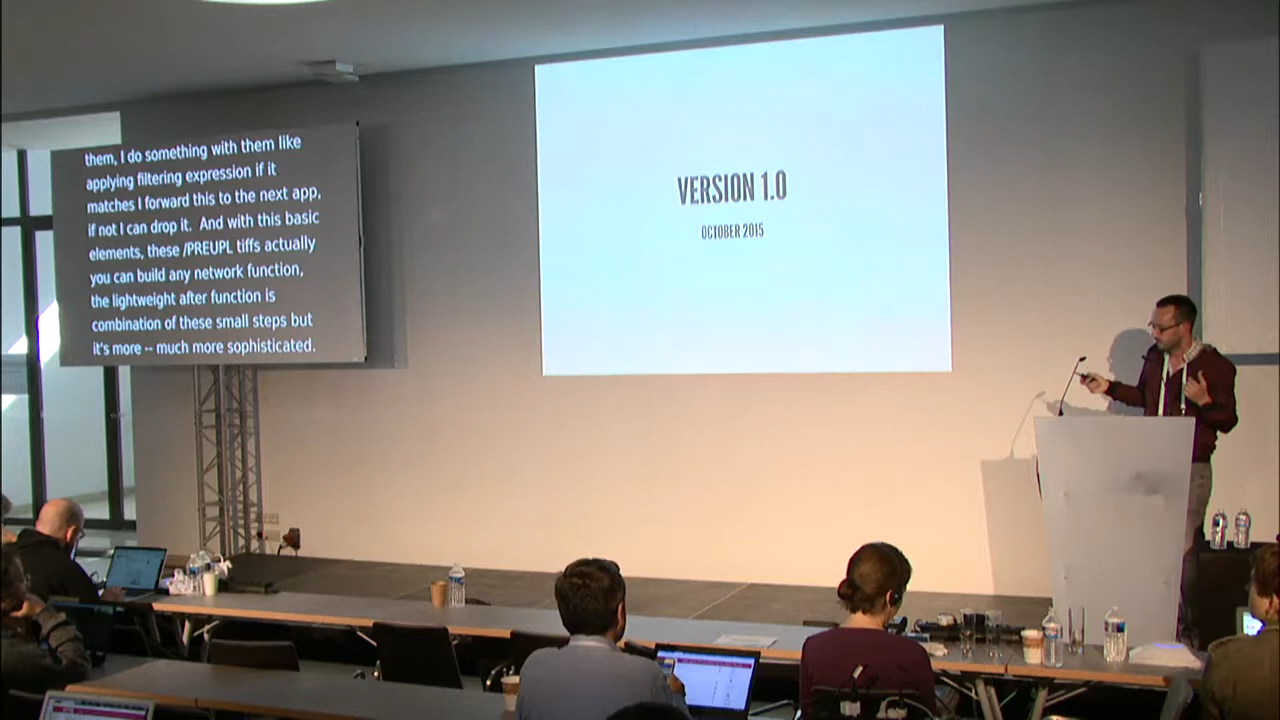 them, I do something with them like
applying filtering expression if it
matches I forward this to the next app,
if not I can drop it.  And with this basic
elements, these /PREUPL tiffs actually
you can build any network function,
the lightweight after function is
combination of these small steps but
it's more -- much more sophisticated.
VERSION 1.0
OCTOBER 2015